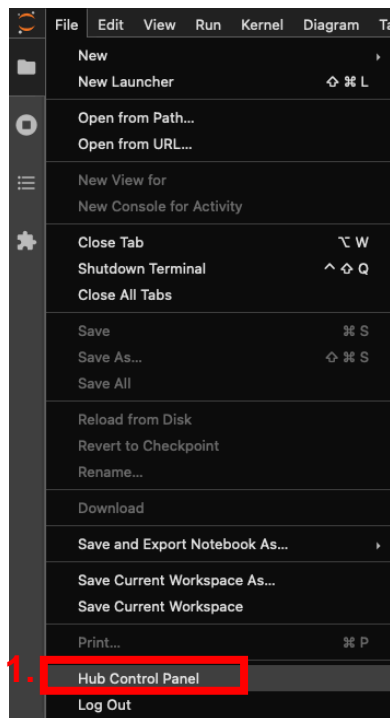 File Edit View Run Kernel Diagram Ta
New
New Launcher ⇧ ⌘ L
Open from Path...
Open from URL...
New View for
New Console for Activity
Close Tab ⌥ W
Shutdown Terminal ⌃ ⇧ Q
Close All Tabs
Save ⌘ S
Save As... ⇧ ⌘ S
Save All
Reload from Disk
Revert to Checkpoint
Rename...
Download
Save and Export Notebook As...
Save Current Workspace As...
Save Current Workspace
Print... ⌘ P
1. Hub Control Panel
Log Out